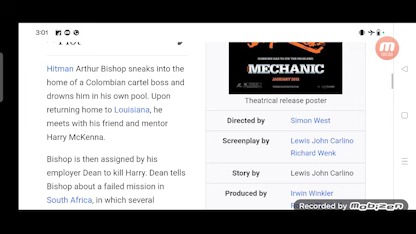 3:01
Hitman Arthur Bishop sneaks into the
home of a Colombian cartel boss and
drowns him in his own pool. Upon
returning home to Louisiana, he
meets with his friend and mentor
Harry McKenna.
Bishop is then assigned by his
employer Dean to kill Harry. Dean tells
Bishop about a failed mission in
South Africa, in which several
MECHANIC
Theatrical release poster
Directed by Simon West
Screenplay by Lewis John Carlino
Richard Wenk
Story by Lewis John Carlino
Produced by Irwin Winkler
Recorded by MOBIZEN